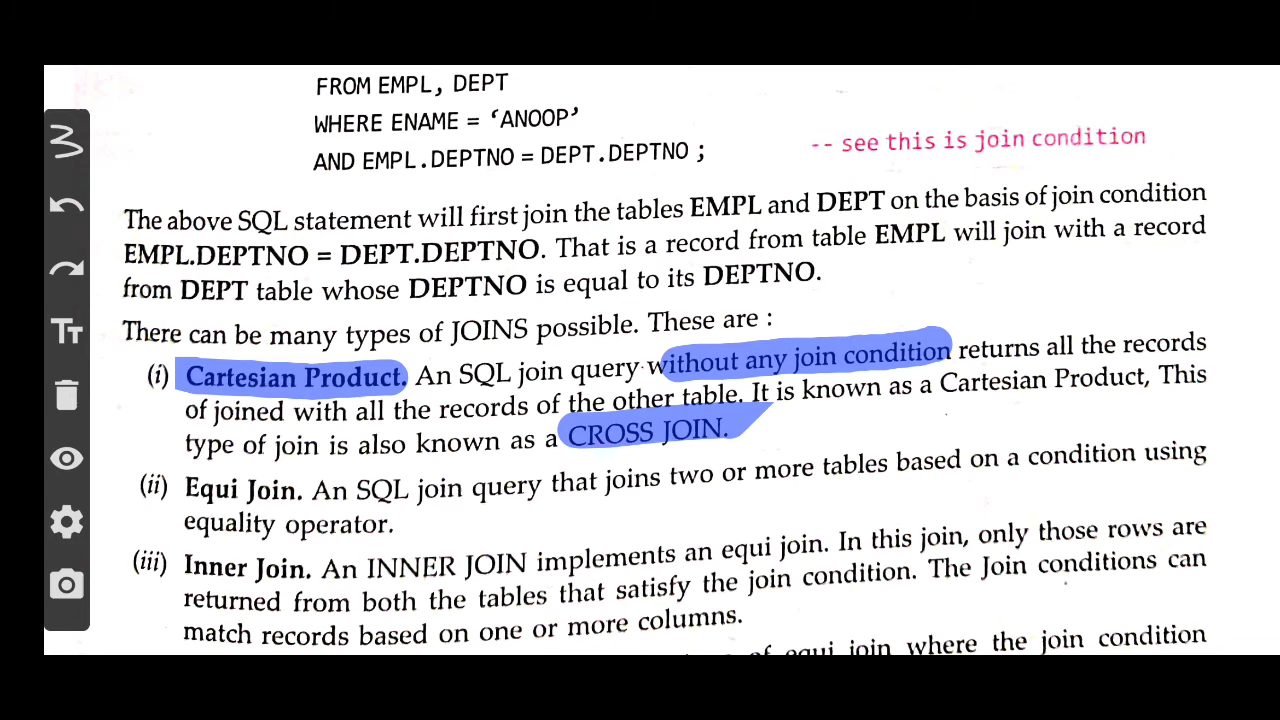 FROM EMPL, DEPT
WHERE ENAME = ‘ANOOP’
AND EMPL.DEPTNO = DEPT.DEPTNO ; -- see this is join condition
The above SQL statement will first join the tables EMPL and DEPT on the basis of join condition
EMPL.DEPTNO = DEPT.DEPTNO. That is a record from table EMPL will join with a record
from DEPT table whose DEPTNO is equal to its DEPTNO.
There can be many types of JOINS possible. These are :
(i) Cartesian Product. An SQL join query without any join condition returns all the records
of joined with all the records of the other table. It is known as a Cartesian Product, This
type of join is also known as a CROSS JOIN.
(ii) Equi Join. An SQL join query that joins two or more tables based on a condition using
equality operator.
(iii) Inner Join. An INNER JOIN implements an equi join. In this join, only those rows are
returned from both the tables that satisfy the join condition. The Join conditions can
match records based on one or more columns.
of equi join where the join condition